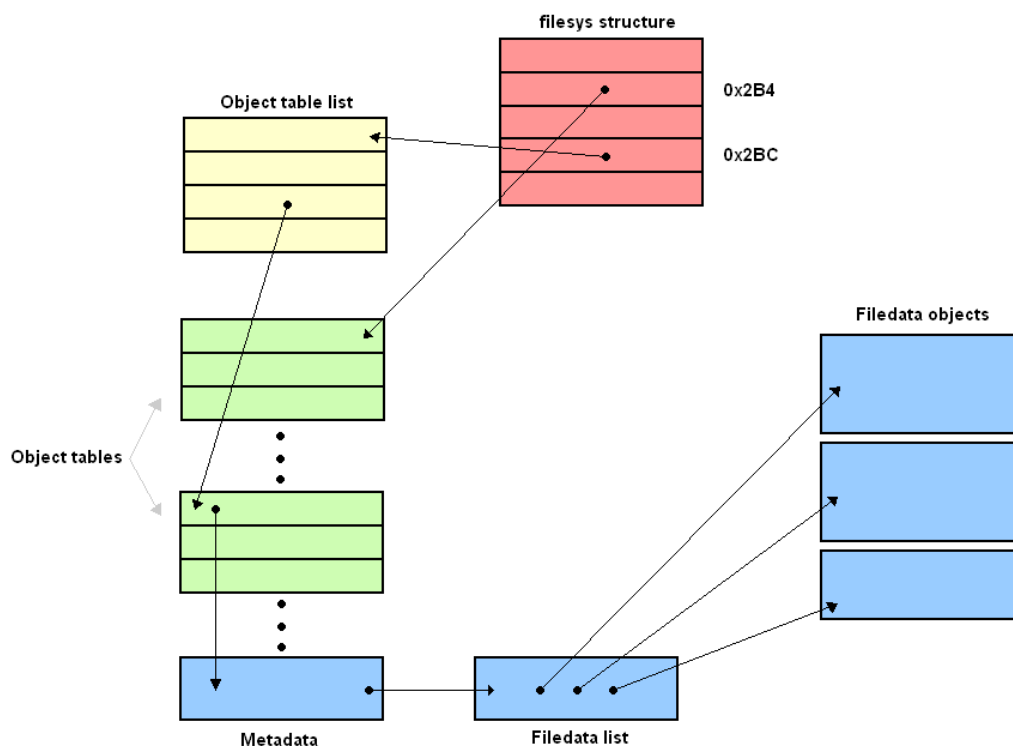 filesys structure
0x2B4
Object table list
0x2BC
Filedata objects
Object tables
Metadata
Filedata list